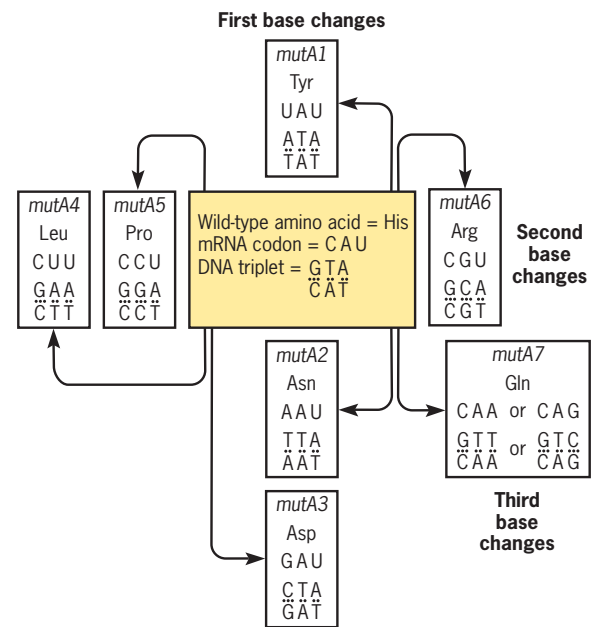 First base changes
mutA1
Tyr
UAU
ATA
TAT
mutA4
Leu
CUU
GAA
CTT
mutA5
Pro
CCU
GGA
CCT
Wild-type amino acid = His
mRNA codon = CAU
DNA triplet = GTA
CAT
mutA6
Arg
CGU
GCA
CGT
Second
base
changes
mutA2
Asn
AAU
TTA
AAT
mutA7
Gln
CAA or CAG
GTT or GTC
CAA CAG
Third
base
changes
mutA3
Asp
GAU
CTA
GAT